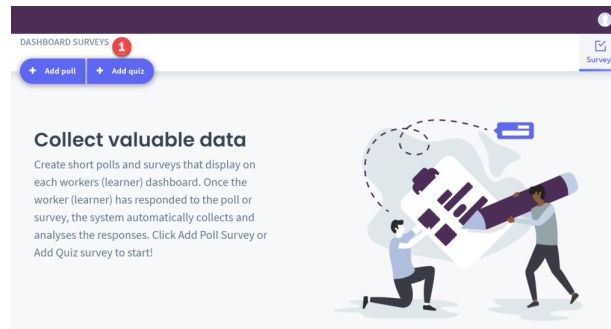 DASHBOARD SURVEYS
1
+ Add poll + Add quiz
Survey
Collect valuable data
Create short polls and surveys that display on
each workers (learner) dashboard. Once the
worker (learner) has responded to the poll or
survey, the system automatically collects and
analyses the responses. Click Add Poll Survey or
Add Quiz survey to start!